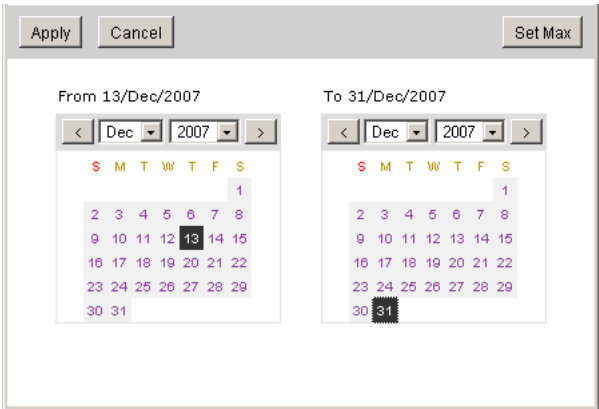 Apply Cancel Set Max
From 13/Dec/2007 To 31/Dec/2007
< Dec 2007 > < Dec 2007 >
S M T W T F S S M T W T F S
1 1
2 3 4 5 6 7 8 2 3 4 5 6 7 8
9 10 11 12 13 14 15 9 10 11 12 13 14 15
16 17 18 19 20 21 22 16 17 18 19 20 21 22
23 24 25 26 27 28 29 23 24 25 26 27 28 29
30 31 30 31